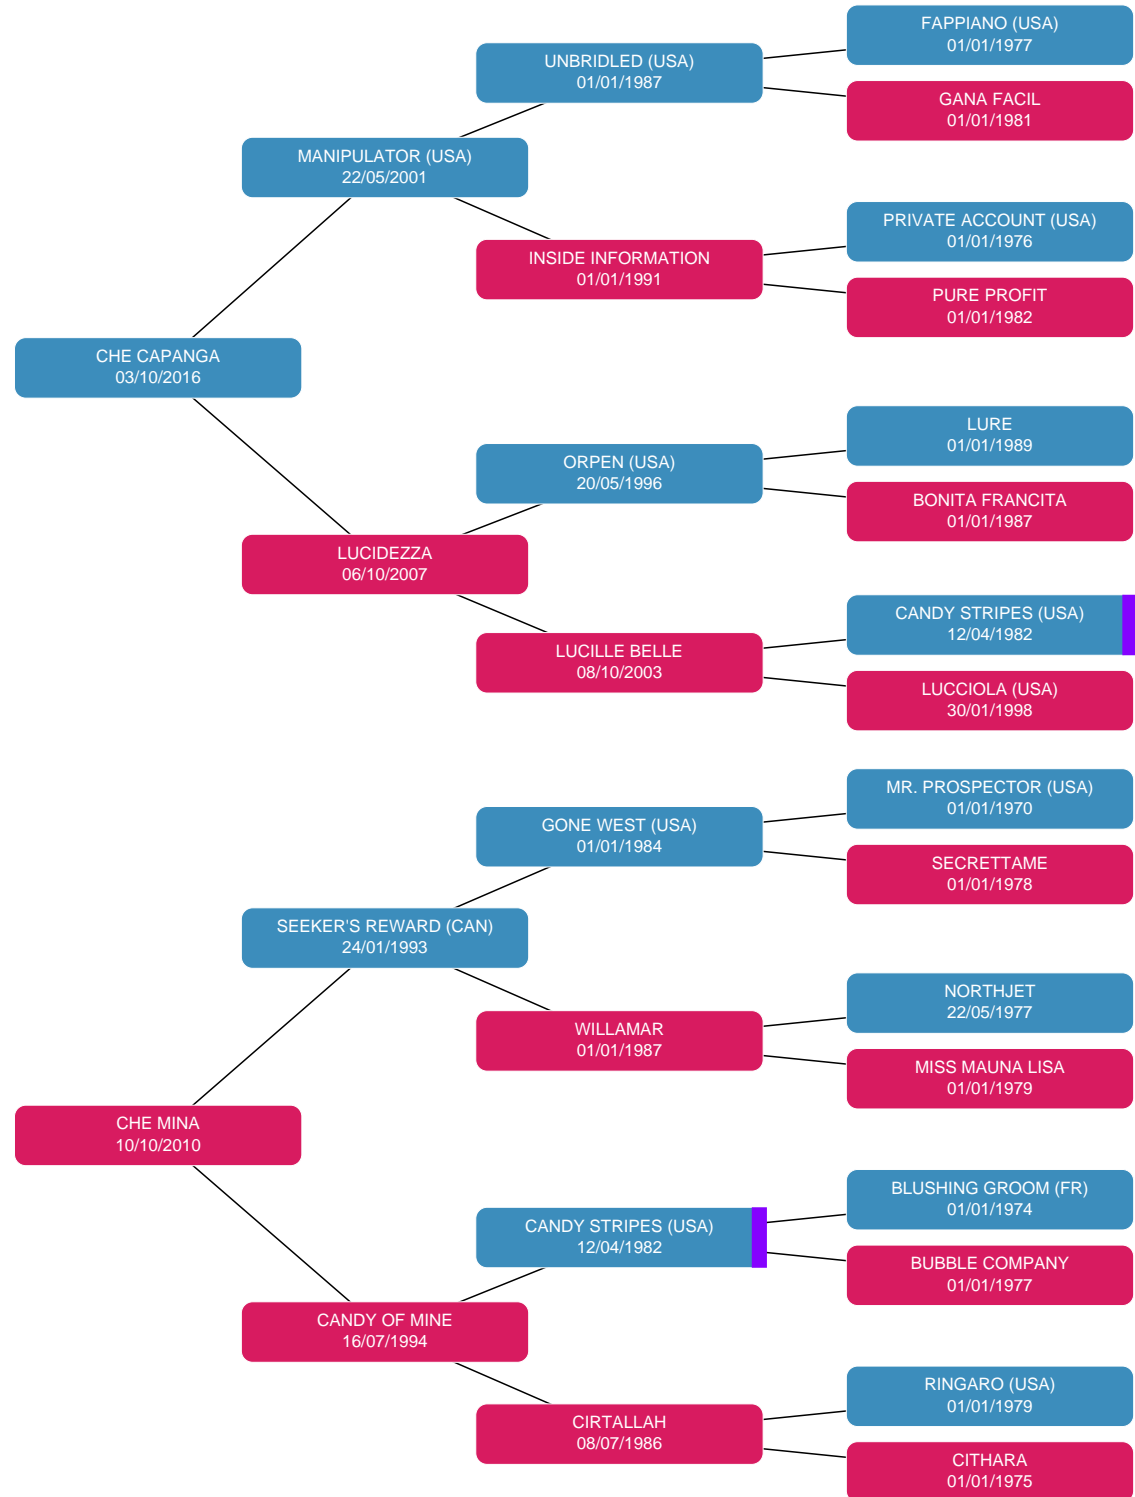 FAPPIANO (USA)
01/01/1977
UNBRIDLED (USA)
01/01/1987
GANA FACIL
01/01/1981
MANIPULATOR (USA)
22/05/2001
PRIVATE ACCOUNT (USA)
01/01/1976
INSIDE INFORMATION
01/01/1991
PURE PROFIT
01/01/1982
CHE CAPANGA
03/10/2016
LURE
01/01/1989
ORPEN (USA)
20/05/1996
BONITA FRANCITA
01/01/1987
LUCIDEZZA
06/10/2007
CANDY STRIPES (USA)
12/04/1982
LUCILLE BELLE
08/10/2003
LUCCIOLA (USA)
30/01/1998
MR. PROSPECTOR (USA)
01/01/1970
GONE WEST (USA)
01/01/1984
SECRETTAME
01/01/1978
SEEKER'S REWARD (CAN)
24/01/1993
NORTHJET
22/05/1977
WILLAMAR
01/01/1987
MISS MAUNA LISA
01/01/1979
CHE MINA
10/10/2010
BLUSHING GROOM (FR)
01/01/1974
CANDY STRIPES (USA)
12/04/1982
BUBBLE COMPANY
01/01/1977
CANDY OF MINE
16/07/1994
RINGARO (USA)
01/01/1979
CIRTALLAH
08/07/1986
CITHARA
01/01/1975